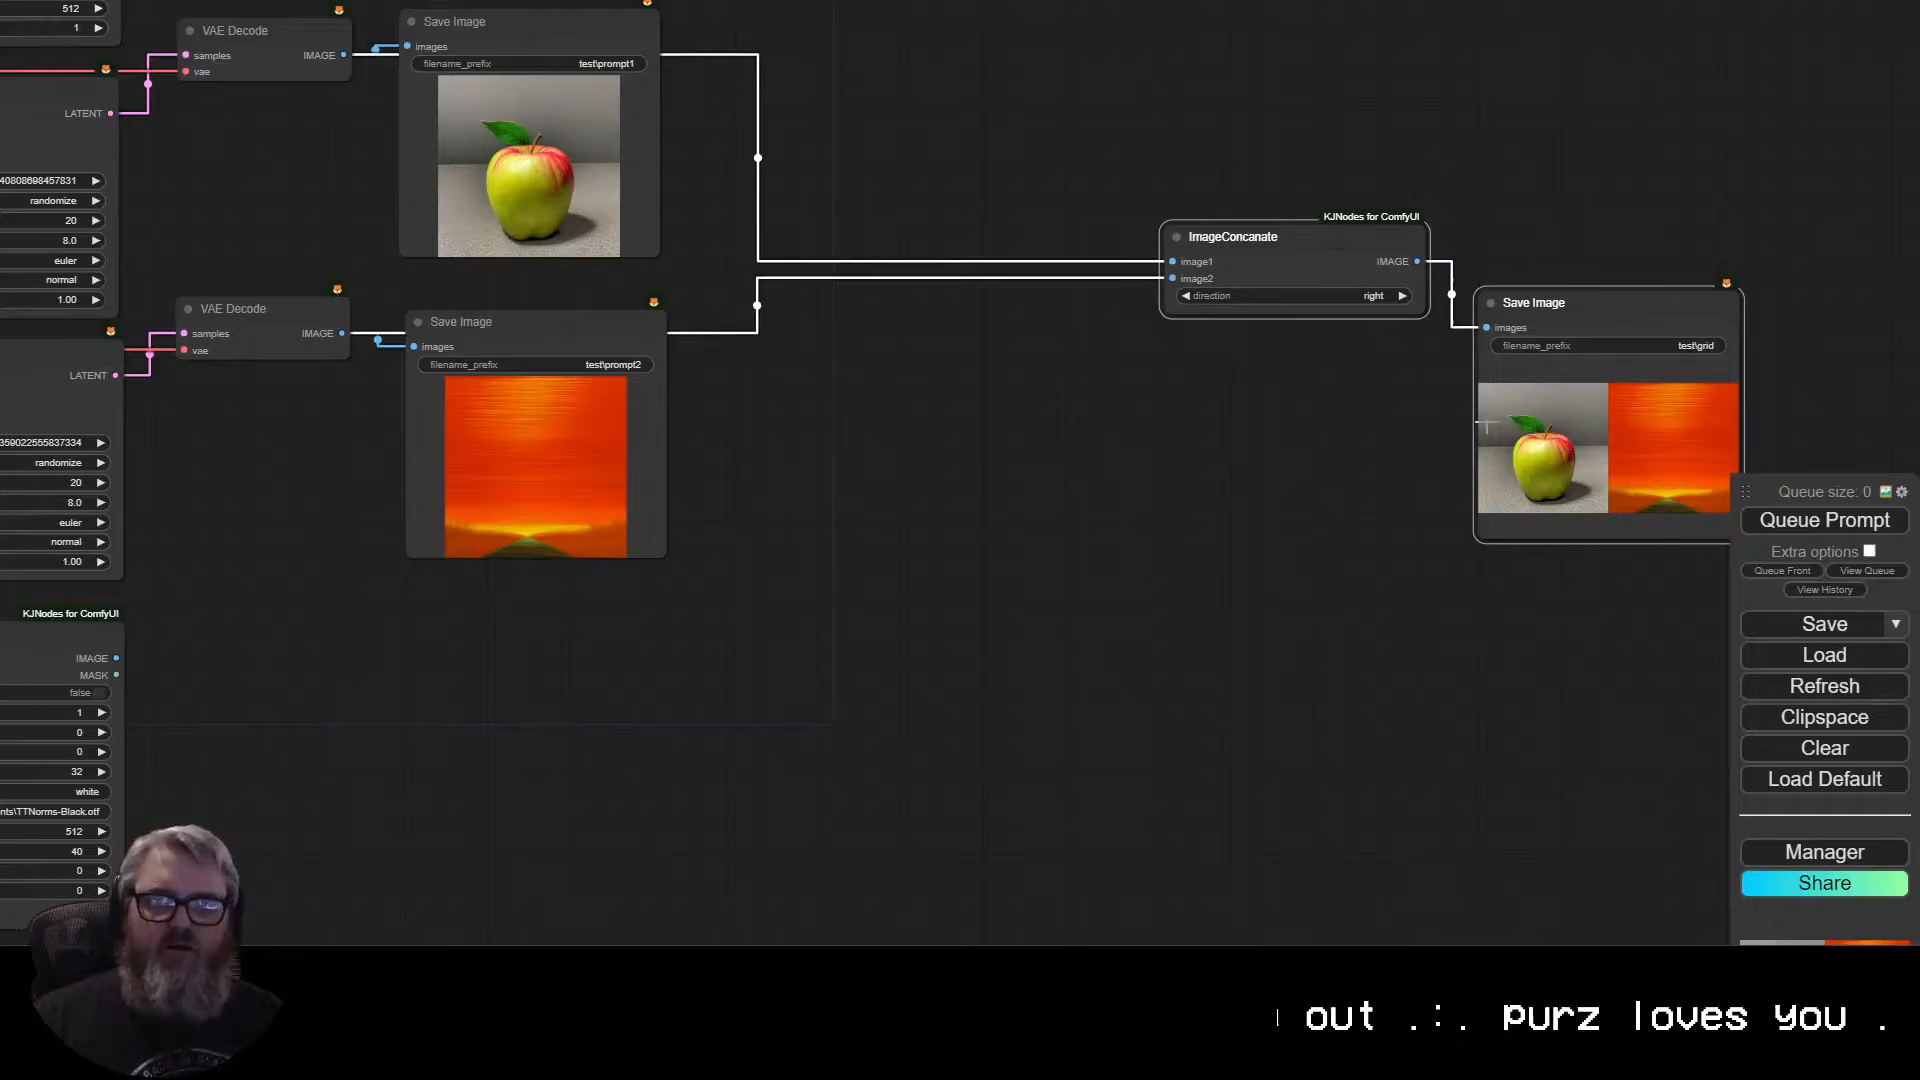 512
1
VAE Decode
samples
IMAGE
vae
LATENT
40808698457831
randomize
20
8.0
euler
normal
1.00
Save Image
images
filename_prefix test\prompt1
VAE Decode
samples
IMAGE
vae
LATENT
359022555837334
randomize
20
8.0
euler
normal
1.00
Save Image
images
filename_prefix test\prompt2
KJNodes for ComfyUI
IMAGE
MASK
false
1
0
0
32
white
nts\TTNorms-Black.otf
512
40
0
0
KJNodes for ComfyUI
ImageConcanate
image1
IMAGE
image2
direction right
Save Image
images
filename_prefix test\grid
Queue size: 0
Queue Prompt
Extra options
Queue Front
View Queue
View History
Save
Load
Refresh
Clipspace
Clear
Load Default
Manager
Share
out .:. purz loves you .